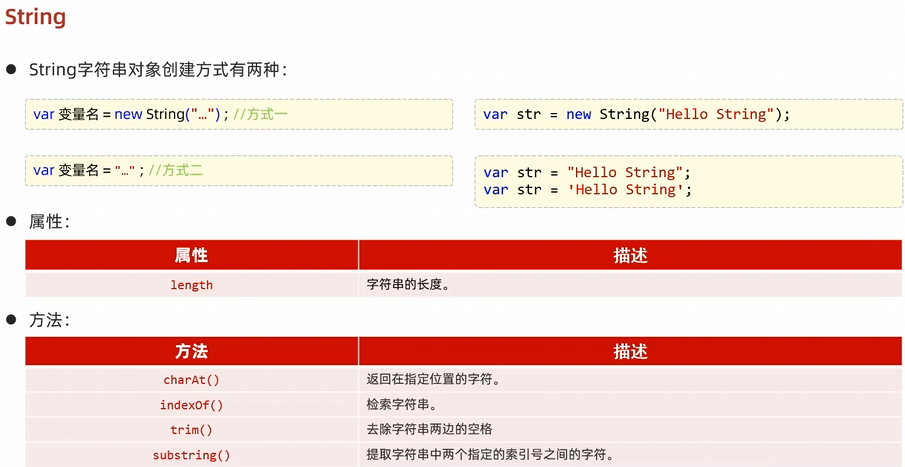 String
● String字符串对象创建方式有两种：
var 变量名 = new String("…") ; //方式一
var str = new String("Hello String");
var 变量名 = "…" ; //方式二
var str = "Hello String";
var str = 'Hello String';
● 属性：
属性 描述
length 字符串的长度。
● 方法：
方法 描述
charAt() 返回在指定位置的字符。
indexOf() 检索字符串。
trim() 去除字符串两边的空格
substring() 提取字符串中两个指定的索引号之间的字符。